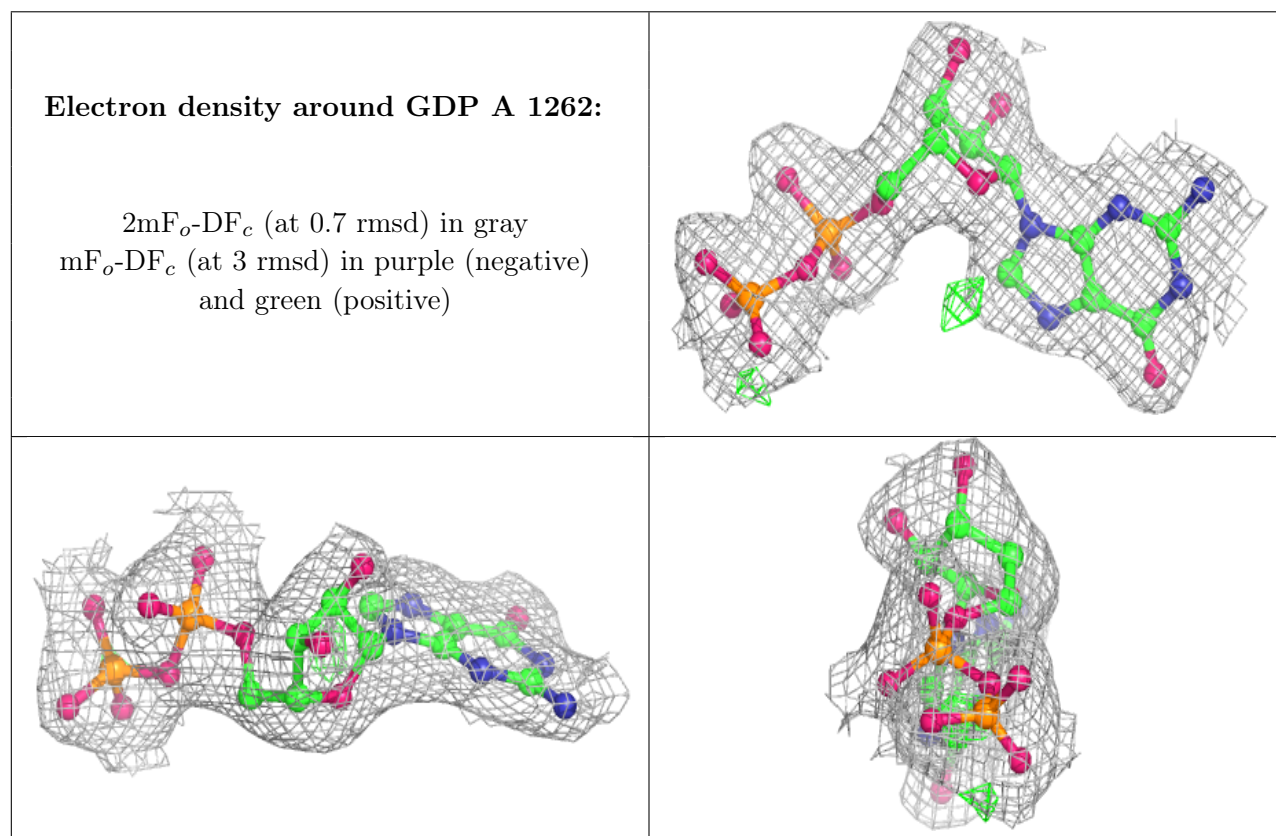 Electron density around GDP A 1262:
2mFo-DFc (at 0.7 rmsd) in gray
mFo-DFc (at 3 rmsd) in purple (negative)
and green (positive)